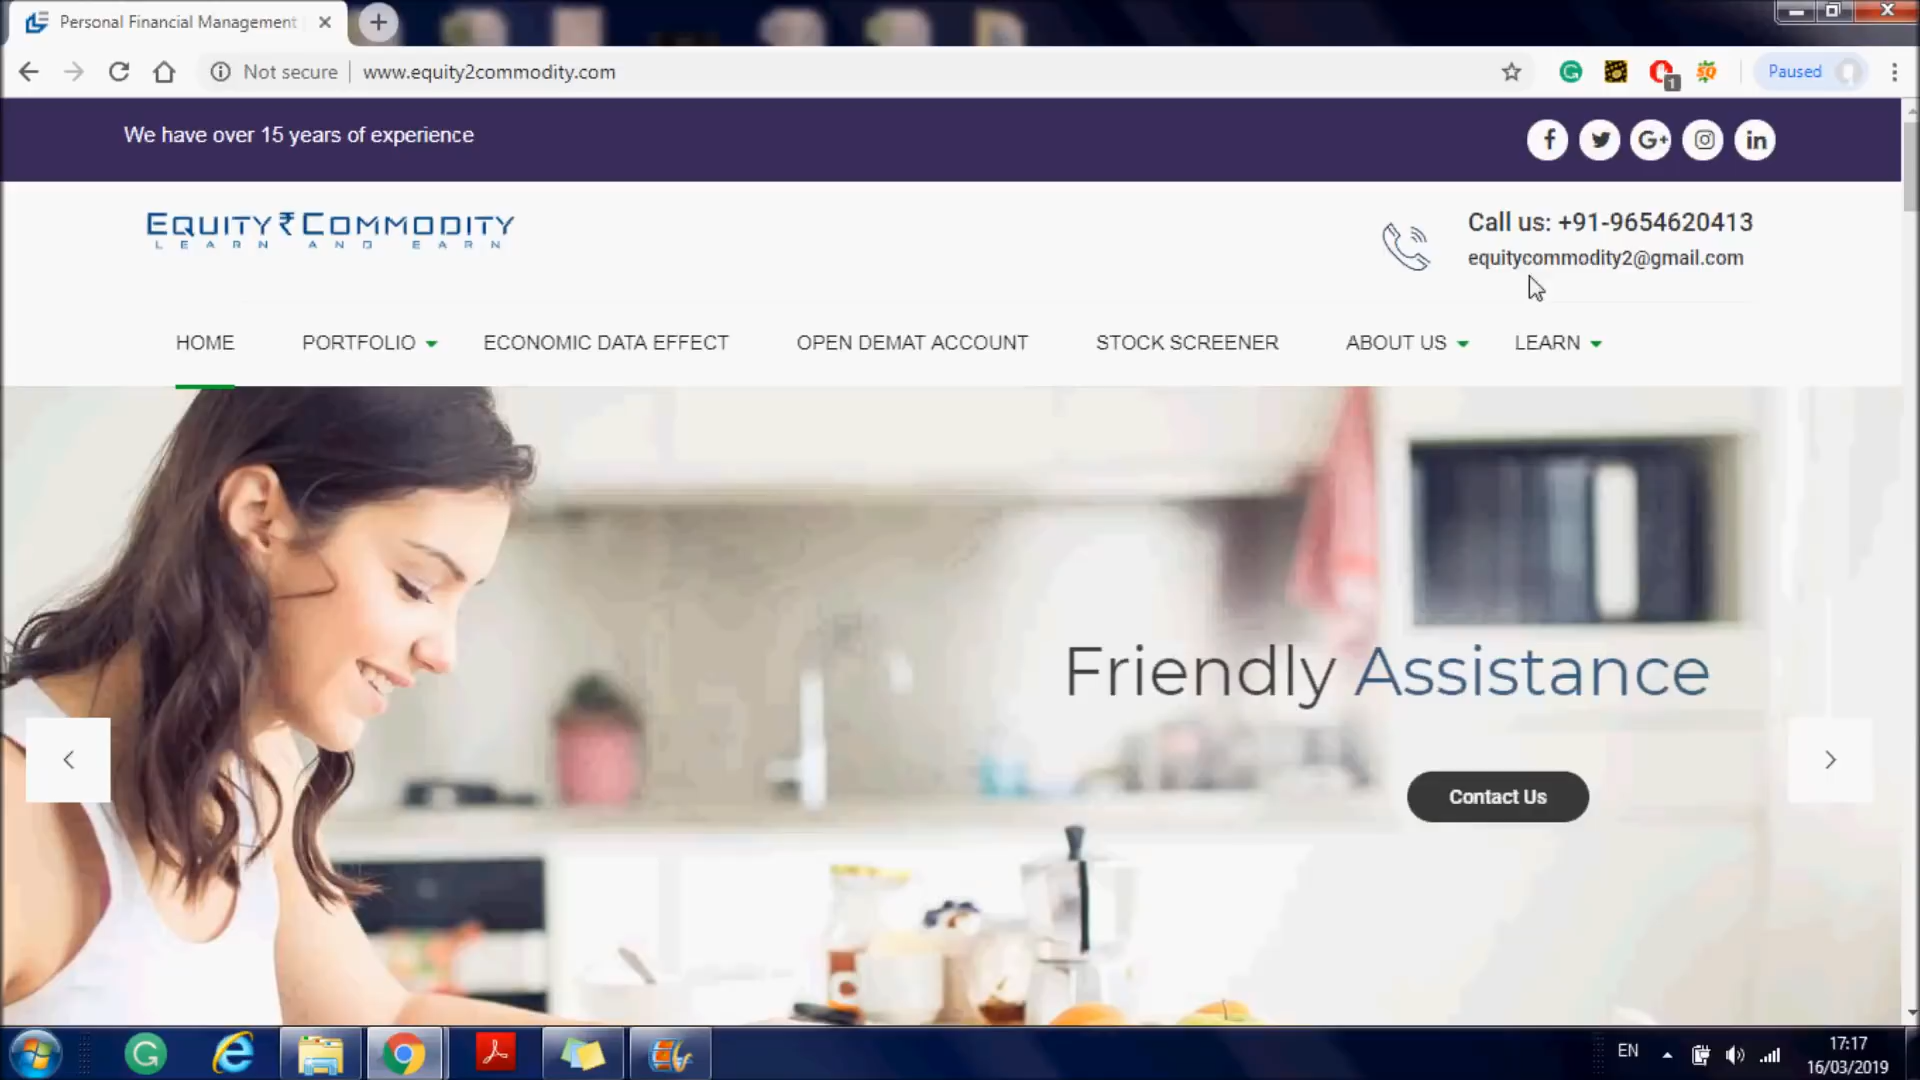 Personal Financial Management
Not secure
www.equity2commodity.com
1
Paused
We have over 15 years of experience
EQUITY₹COMMODITY
LEARN AND EARN
Call us: +91-9654620413
equitycommodity2@gmail.com
HOME
PORTFOLIO
ECONOMIC DATA EFFECT
OPEN DEMAT ACCOUNT
STOCK SCREENER
ABOUT US
LEARN
Friendly Assistance
Contact Us
EN
17:17
16/03/2019